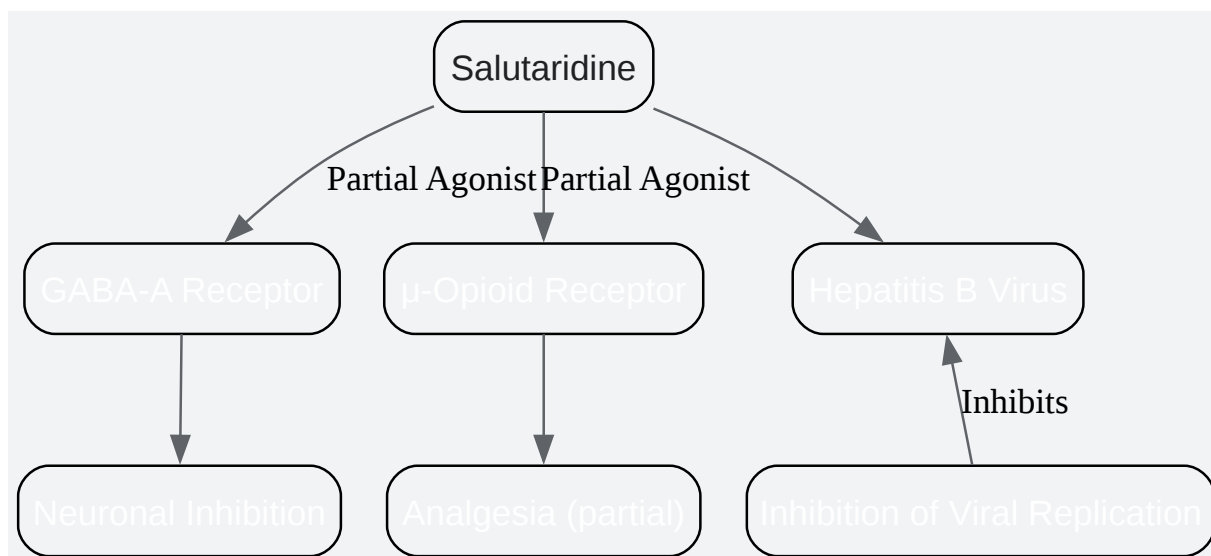 Salutaridine
Partial Agonist
Partial Agonist
GABA-A Receptor
μ-Opioid Receptor
Hepatitis B Virus
Inhibits
Neuronal Inhibition
Analgesia (partial)
Inhibition of Viral Replication